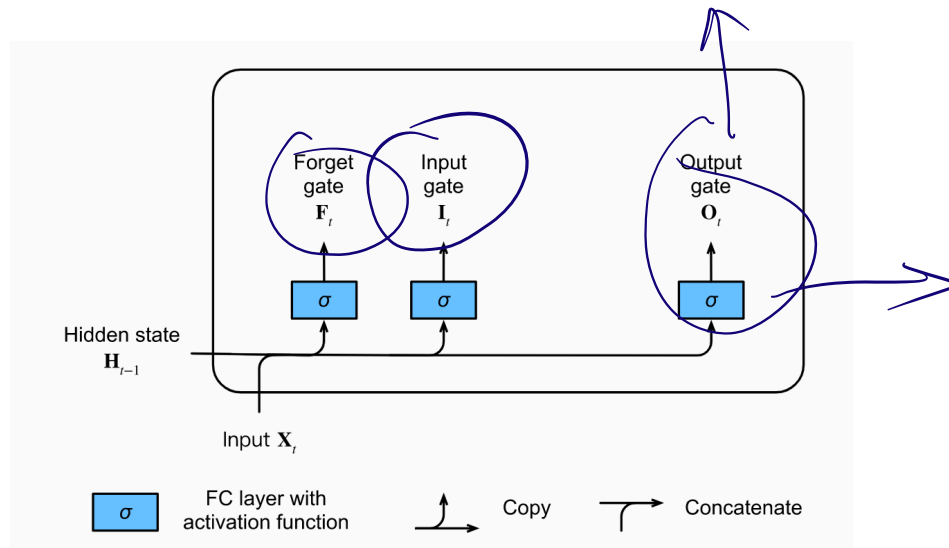 Forget
gate
F_t
Input
gate
I_t
Output
gate
O_t
σ
σ
σ
Hidden state
H_{t−1}
Input X_t
σ
FC layer with
activation function
Copy
Concatenate